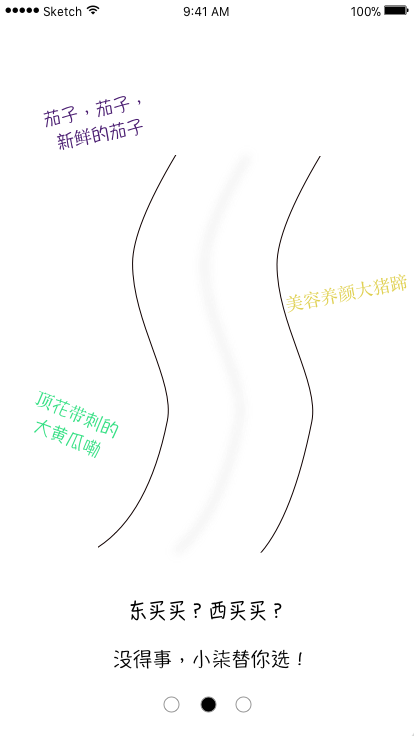 Sketch 9:41 AM 100%
茄子，茄子，
新鲜的茄子
美容养颜大猪蹄
顶花带刺的
大黄瓜嘞
东买买？西买买？
没得事，小柒替你选！